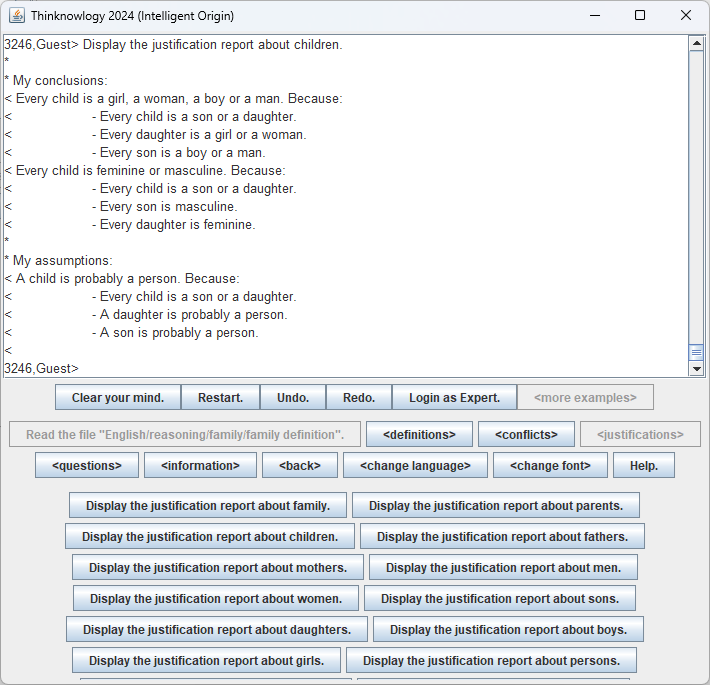 Thinknowlogy 2024 (Intelligent Origin)
3246,Guest> Display the justification report about children.
*
* My conclusions:
< Every child is a girl, a woman, a boy or a man. Because:
< - Every child is a son or a daughter.
< - Every daughter is a girl or a woman.
< - Every son is a boy or a man.
< Every child is feminine or masculine. Because:
< - Every child is a son or a daughter.
< - Every son is masculine.
< - Every daughter is feminine.
*
* My assumptions:
< A child is probably a person. Because:
< - Every child is a son or a daughter.
< - A daughter is probably a person.
< - A son is probably a person.
<
3246,Guest>
Clear your mind. Restart. Undo. Redo. Login as Expert. <more examples>
Read the file "English/reasoning/family/family definition". <definitions> <conflicts> <justifications>
<questions> <information> <back> <change language> <change font> Help.
Display the justification report about family. Display the justification report about parents.
Display the justification report about children. Display the justification report about fathers.
Display the justification report about mothers. Display the justification report about men.
Display the justification report about women. Display the justification report about sons.
Display the justification report about daughters. Display the justification report about boys.
Display the justification report about girls. Display the justification report about persons.